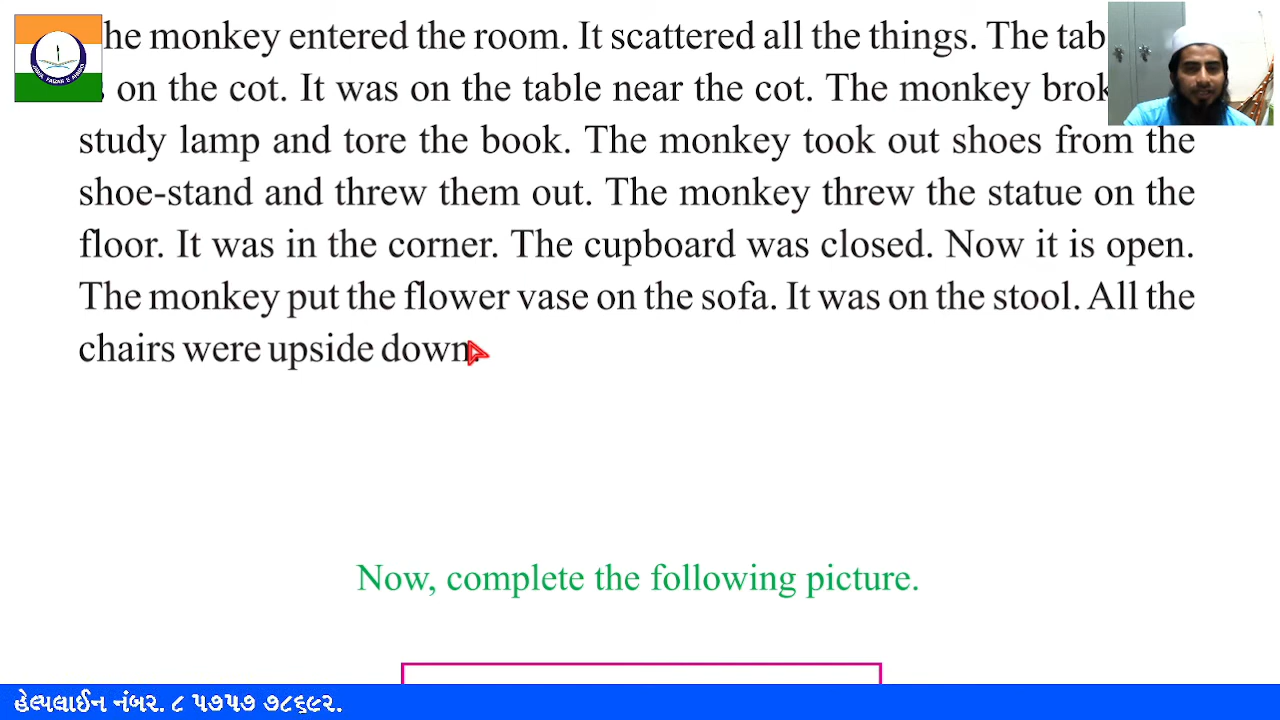 he monkey entered the room. It scattered all the things. The tab
on the cot. It was on the table near the cot. The monkey brok
study lamp and tore the book. The monkey took out shoes from the
shoe-stand and threw them out. The monkey threw the statue on the
floor. It was in the corner. The cupboard was closed. Now it is open.
The monkey put the flower vase on the sofa. It was on the stool. All the
chairs were upside down.
Now, complete the following picture.
હેલ્પલાઈન નંબર. ૮ ૫૭૫૭ ૭૮૬૯૨.